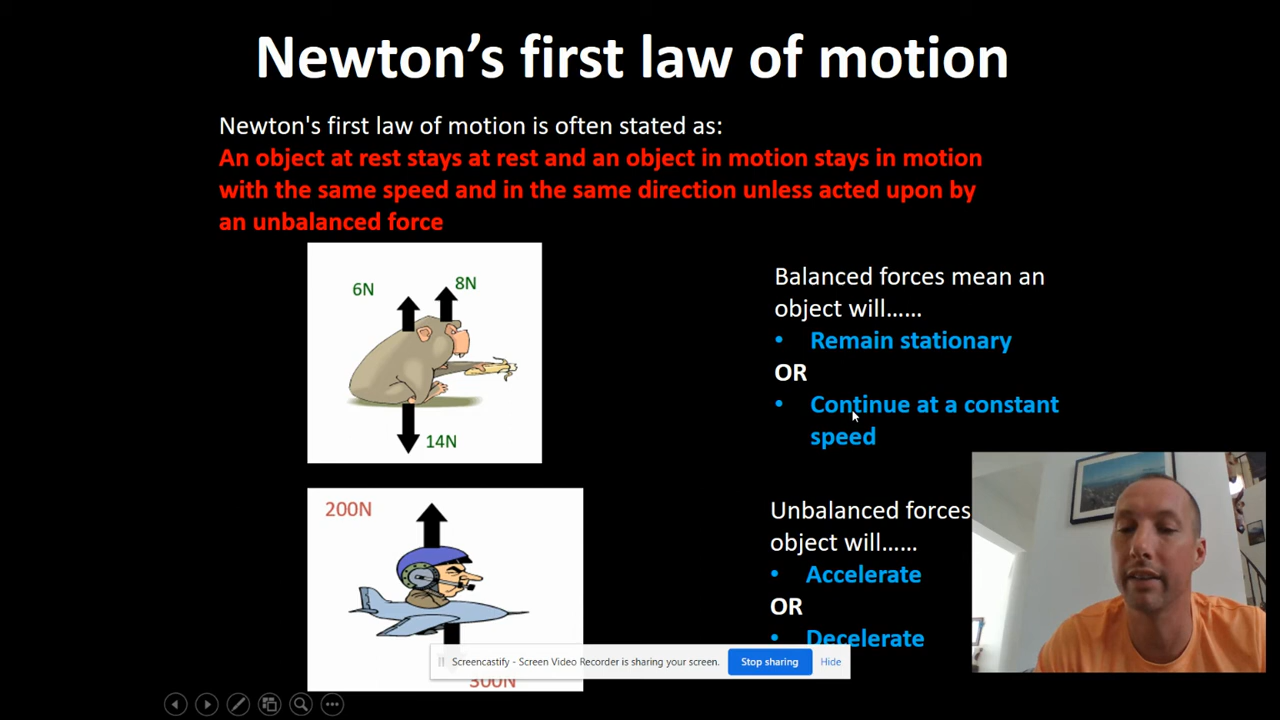 Newton's first law of motion
Newton's first law of motion is often stated as:
An object at rest stays at rest and an object in motion stays in motion
with the same speed and in the same direction unless acted upon by
an unbalanced force
6N
8N
14N
Balanced forces mean an
object will......
• Remain stationary
OR
• Continue at a constant
speed
200N
300N
Unbalanced forces
object will......
• Accelerate
OR
• Decelerate
Screencastify - Screen Video Recorder is sharing your screen.
Stop sharing
Hide